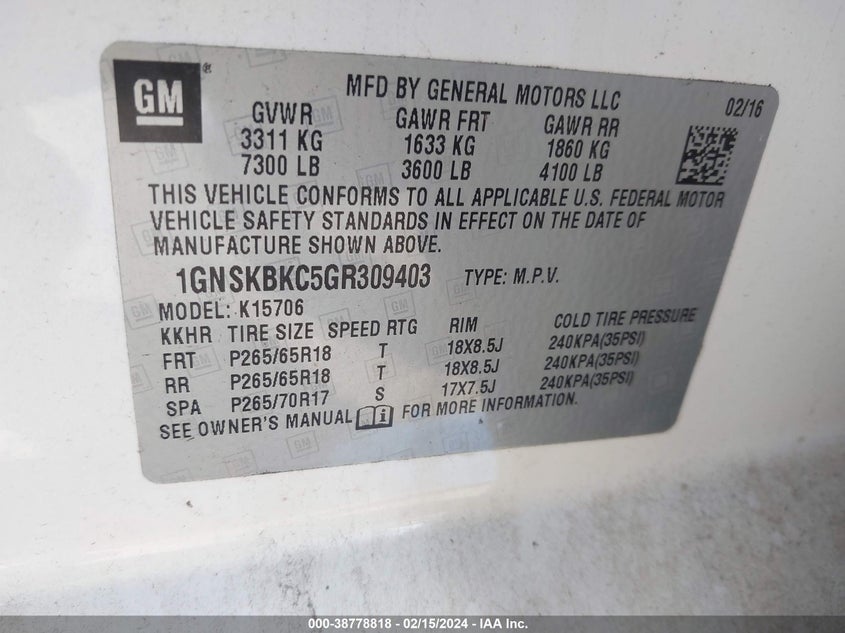 GM
MFD BY GENERAL MOTORS LLC
02/16
GVWR GAWR FRT GAWR RR
3311 KG 1633 KG 1860 KG
7300 LB 3600 LB 4100 LB
THIS VEHICLE CONFORMS TO ALL APPLICABLE U.S. FEDERAL MOTOR
VEHICLE SAFETY STANDARDS IN EFFECT ON THE DATE OF
MANUFACTURE SHOWN ABOVE.
1GNSKBKC5GR309403 TYPE: M.P.V.
MODEL: K15706
KKHR TIRE SIZE SPEED RTG RIM COLD TIRE PRESSURE
FRT P265/65R18 T 18X8.5J 240KPA(35PSI)
RR P265/65R18 T 18X8.5J 240KPA(35PSI)
SPA P265/70R17 S 17X7.5J 240KPA(35PSI)
SEE OWNER'S MANUAL FOR MORE INFORMATION.
000-38778818 - 02/15/2024 - IAA Inc.